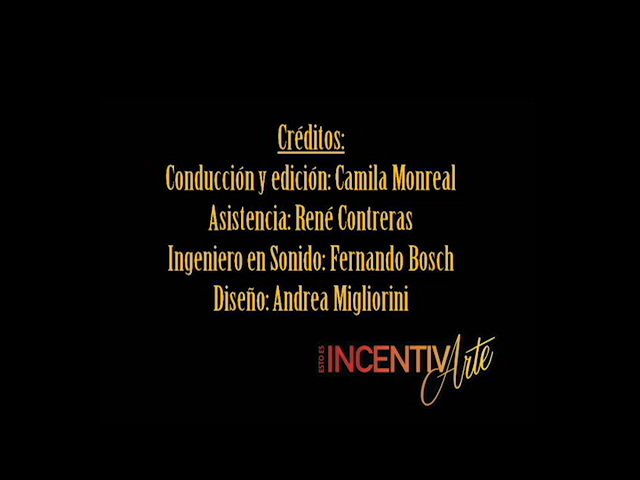 Créditos:
Conducción y edición: Camila Monreal
Asistencia: René Contreras
Ingeniero en Sonido: Fernando Bosch
Diseño: Andrea Migliorini
ESTO ES INCENTIVArte